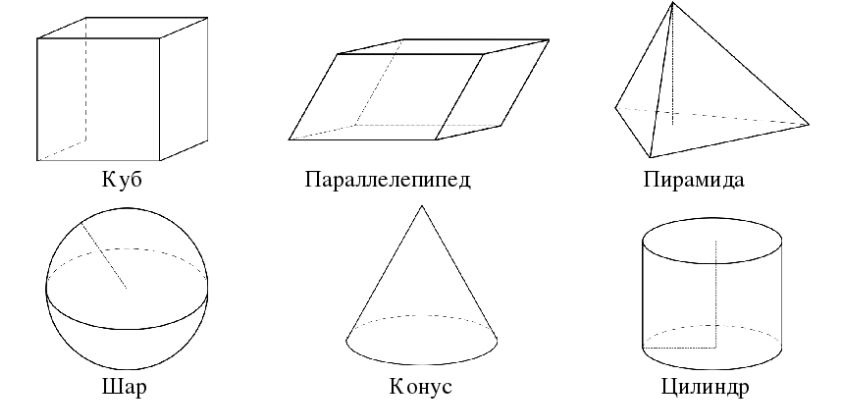 Куб
Параллелепипед
Пирамида
Шар
Конус
Цилиндр